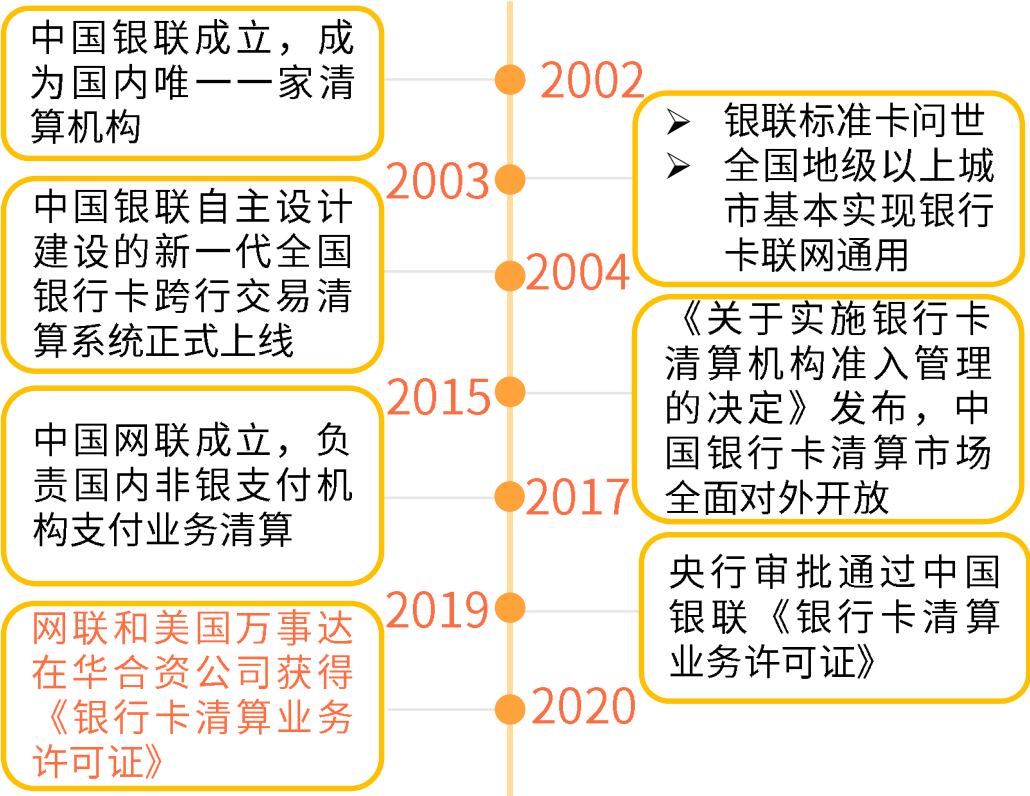 中国银联成立，成
为国内唯一一家清
算机构
2002
2003
➢ 银联标准卡问世
➢ 全国地级以上城
市基本实现银行
卡联网通用
中国银联自主设计
建设的新一代全国
银行卡跨行交易清
算系统正式上线
2004
2015
《关于实施银行卡
清算机构准入管理
的决定》发布，中
国银行卡清算市场
全面对外开放
中国网联成立，负
责国内非银支付机
构支付业务清算
2017
2019
央行审批通过中国
银联《银行卡清算
业务许可证》
网联和美国万事达
在华合资公司获得
《银行卡清算业务
许可证》
2020